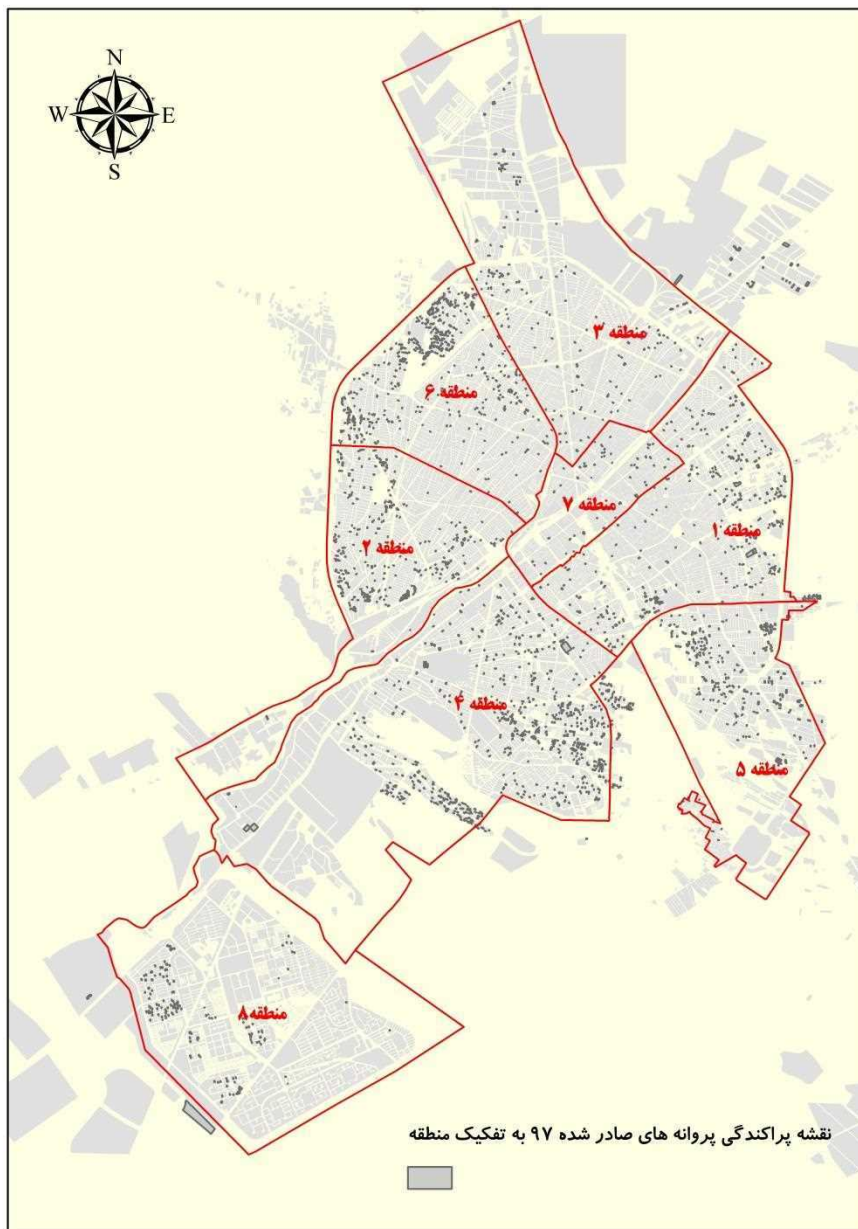 N
W E
S
منطقه ۳
منطقه ۶
منطقه ۷
منطقه ۱
منطقه ۲
منطقه ۴
منطقه ۵
منطقه ۸
نقشه پراکندگی پروانه های صادر شده ۹۷ به تفکیک منطقه